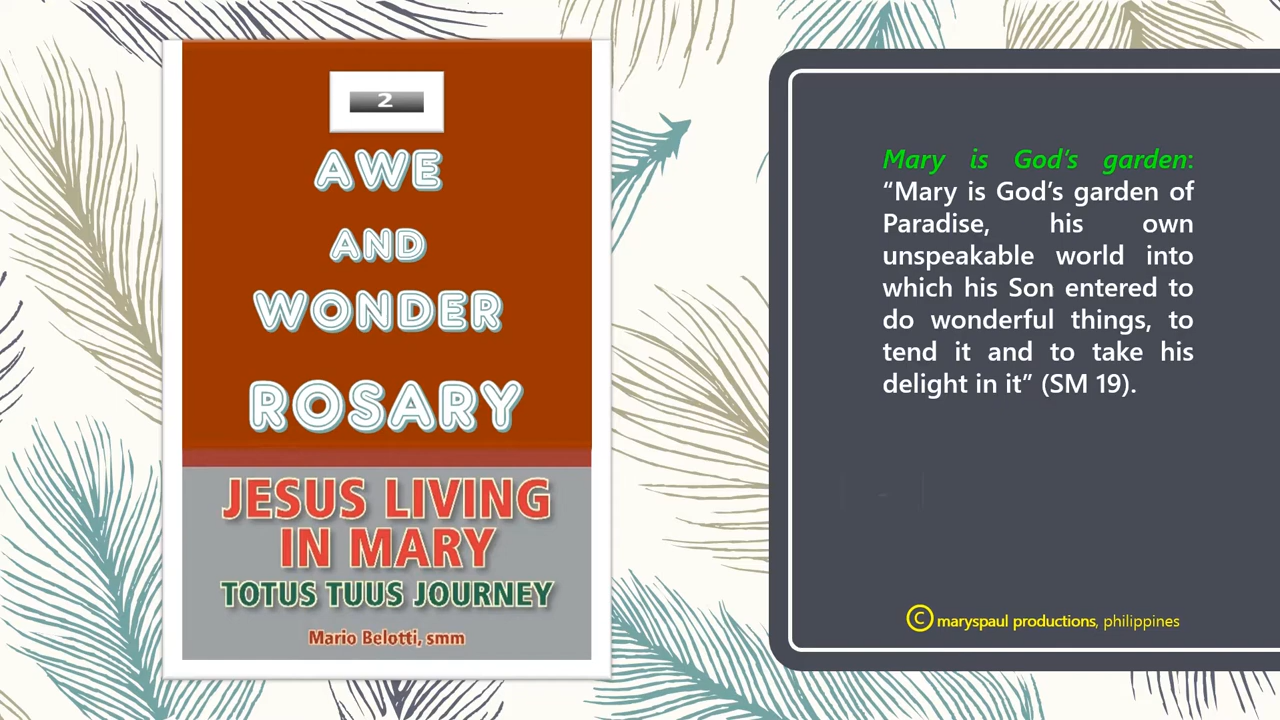 2
AWE
AND
WONDER
ROSARY
JESUS LIVING
IN MARY
TOTUS TUUS JOURNEY
Mario Belotti, smm
Mary is God's garden:
“Mary is God’s garden of
Paradise, his own
unspeakable world into
which his Son entered to
do wonderful things, to
tend it and to take his
delight in it” (SM 19).
© maryspaul productions, philippines